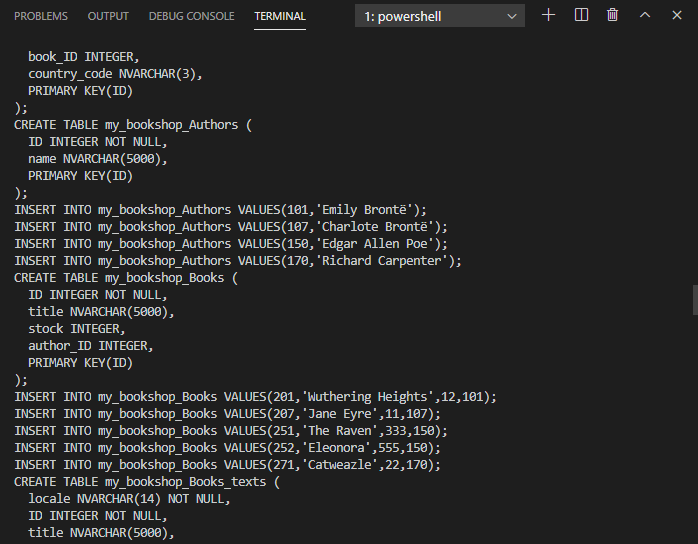 PROBLEMS OUTPUT DEBUG CONSOLE TERMINAL 1: powershell
book_ID INTEGER,
country_code NVARCHAR(3),
PRIMARY KEY(ID)
);
CREATE TABLE my_bookshop_Authors (
ID INTEGER NOT NULL,
name NVARCHAR(5000),
PRIMARY KEY(ID)
);
INSERT INTO my_bookshop_Authors VALUES(101,'Emily Brontë');
INSERT INTO my_bookshop_Authors VALUES(107,'Charlote Brontë');
INSERT INTO my_bookshop_Authors VALUES(150,'Edgar Allen Poe');
INSERT INTO my_bookshop_Authors VALUES(170,'Richard Carpenter');
CREATE TABLE my_bookshop_Books (
ID INTEGER NOT NULL,
title NVARCHAR(5000),
stock INTEGER,
author_ID INTEGER,
PRIMARY KEY(ID)
);
INSERT INTO my_bookshop_Books VALUES(201,'Wuthering Heights',12,101);
INSERT INTO my_bookshop_Books VALUES(207,'Jane Eyre',11,107);
INSERT INTO my_bookshop_Books VALUES(251,'The Raven',333,150);
INSERT INTO my_bookshop_Books VALUES(252,'Eleonora',555,150);
INSERT INTO my_bookshop_Books VALUES(271,'Catweazle',22,170);
CREATE TABLE my_bookshop_Books_texts (
locale NVARCHAR(14) NOT NULL,
ID INTEGER NOT NULL,
title NVARCHAR(5000),